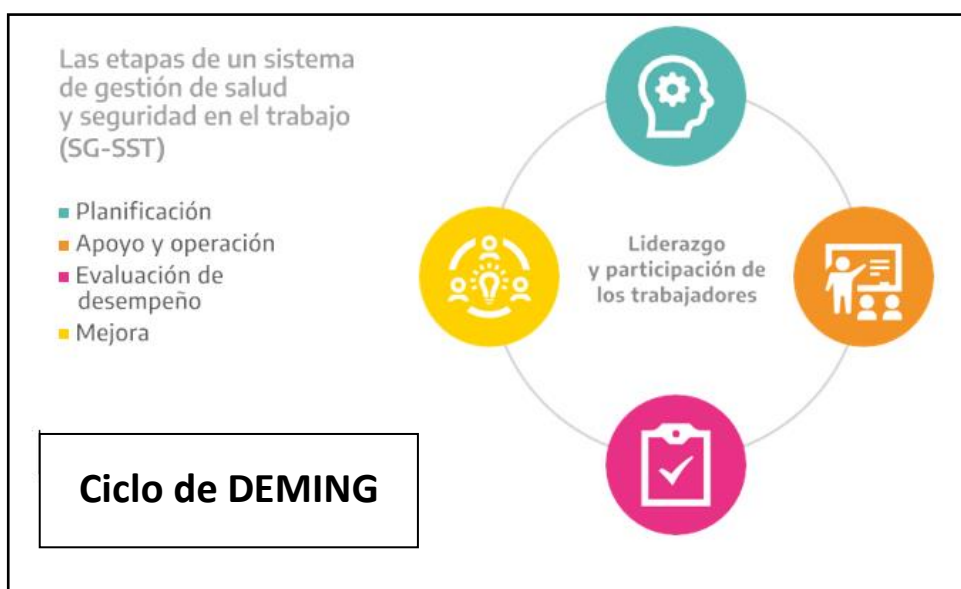 Las etapas de un sistema
de gestión de salud
y seguridad en el trabajo
(SG-SST)
Planificación
Apoyo y operación
Evaluación de
desempeño
Mejora
Liderazgo
y participación de
los trabajadores
Ciclo de DEMING